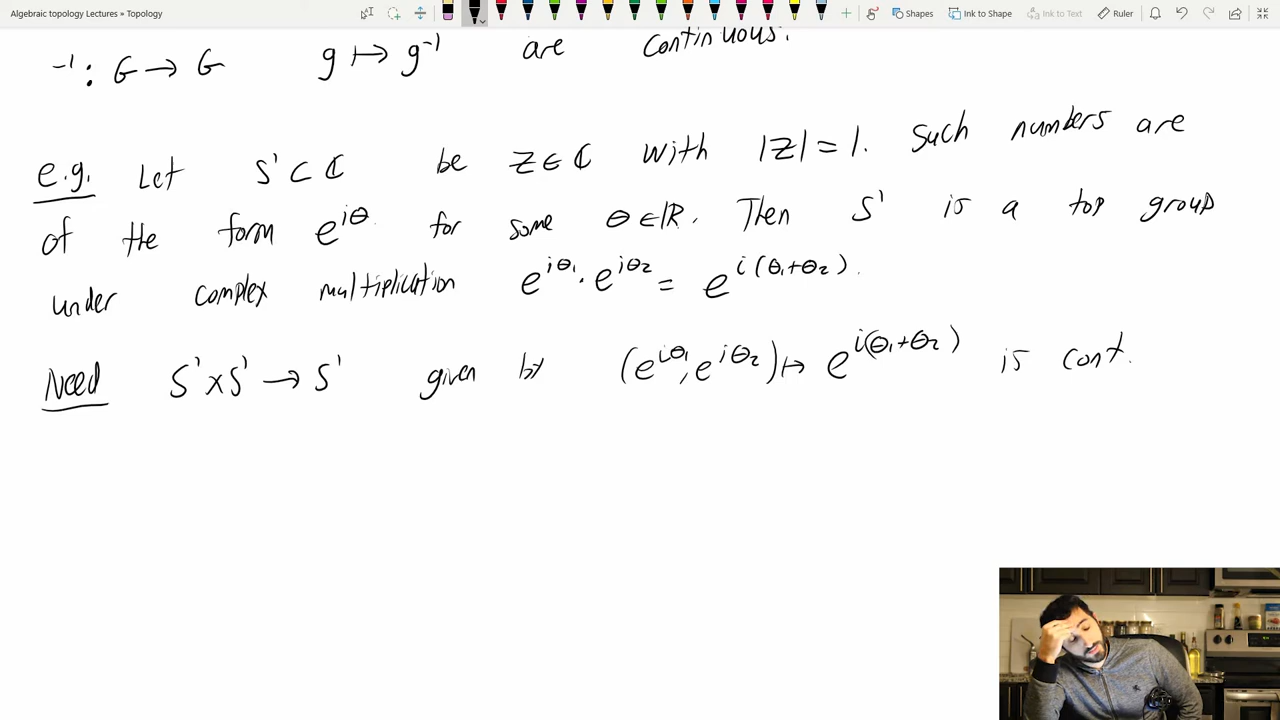 Algebraic topology Lectures » Topology
Shapes
Ink to Shape
Ink to Text
Ruler
⁻¹: G → G g ↦ g⁻¹ are continuous.
e.g. Let S¹ ⊂ ℂ be z ∈ ℂ with |z| = 1. Such numbers are
of the form e^{iθ} for some θ ∈ ℝ. Then S¹ is a top group
under complex multiplication e^{iθ₁} · e^{iθ₂} = e^{i(θ₁+θ₂)}.
Need S¹ × S¹ → S¹ given by (e^{iθ₁}, e^{iθ₂}) ↦ e^{i(θ₁+θ₂)} is cont.